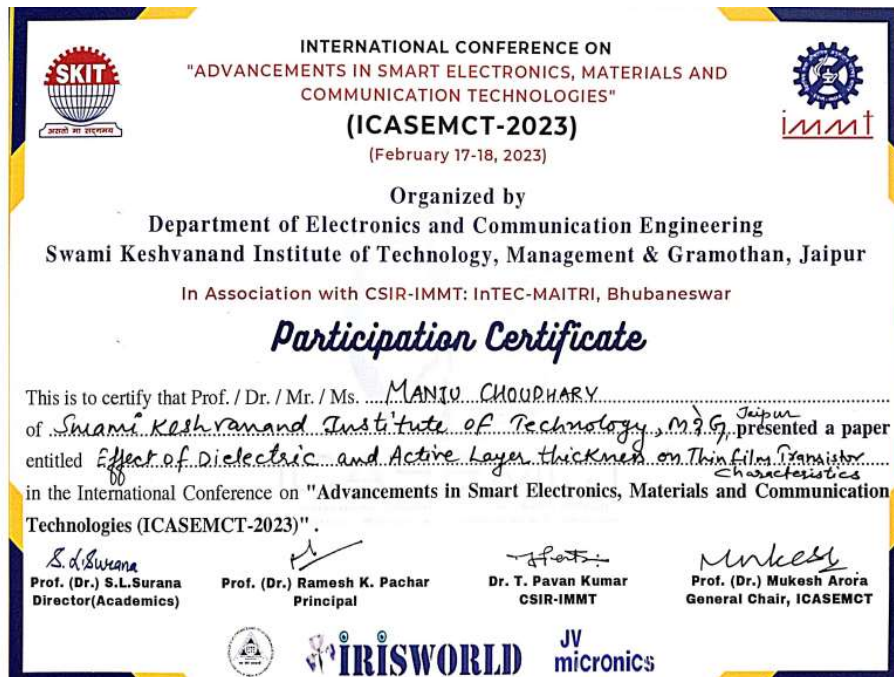 SKIT
असतो मा सद्गमय
INTERNATIONAL CONFERENCE ON
"ADVANCEMENTS IN SMART ELECTRONICS, MATERIALS AND
COMMUNICATION TECHNOLOGIES"
(ICASEMCT-2023)
(February 17-18, 2023)
immt
Organized by
Department of Electronics and Communication Engineering
Swami Keshvanand Institute of Technology, Management & Gramothan, Jaipur
In Association with CSIR-IMMT: InTEC-MAITRI, Bhubaneswar
Participation Certificate
This is to certify that Prof. / Dr. / Mr. / Ms. MANJU CHOUDHARY
of Swami Keshvanand Institute of Technology, M&G, Jaipur presented a paper
entitled Effect of Dielectric and Active Layer thickness on Thin film Transistor
Characteristics
in the International Conference on "Advancements in Smart Electronics, Materials and Communication
Technologies (ICASEMCT-2023)".
S.L.Surana
Mukesh
Prof. (Dr.) S.L.Surana
Director(Academics)
Prof. (Dr.) Ramesh K. Pachar
Principal
Dr. T. Pavan Kumar
CSIR-IMMT
Prof. (Dr.) Mukesh Arora
General Chair, ICASEMCT
IRISWORLD
JV
micronics